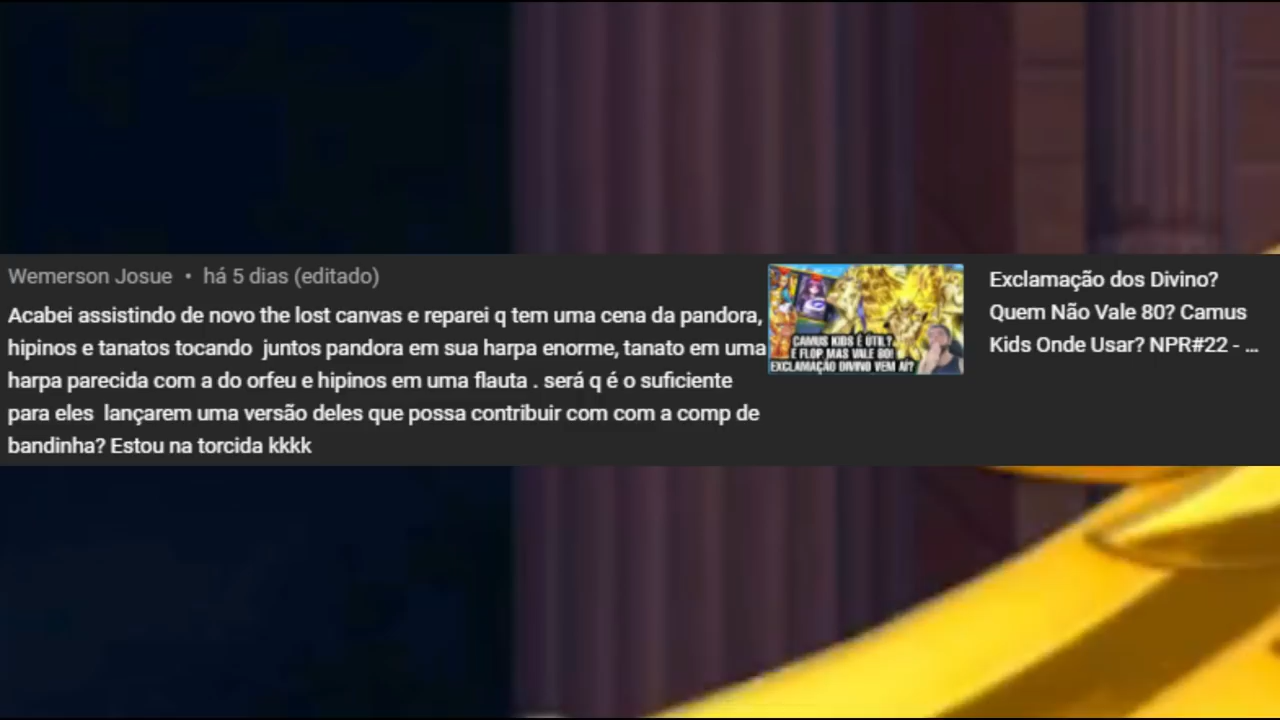 Wemerson Josue • há 5 dias (editado)
Acabei assistindo de novo the lost canvas e reparei q tem uma cena da pandora,
hipinos e tanatos tocando  juntos pandora em sua harpa enorme, tanato em uma
harpa parecida com a do orfeu e hipinos em uma flauta . será q é o suficiente
para eles  lançarem uma versão deles que possa contribuir com com a comp de
bandinha? Estou na torcida kkkk
CAMUS KIDS É ÚTIL?
E FLOP, MAS VALE 80!
EXCLAMAÇÃO DIVINO VEM AI?
Exclamação dos Divino?
Quem Não Vale 80? Camus
Kids Onde Usar? NPR#22 - ...